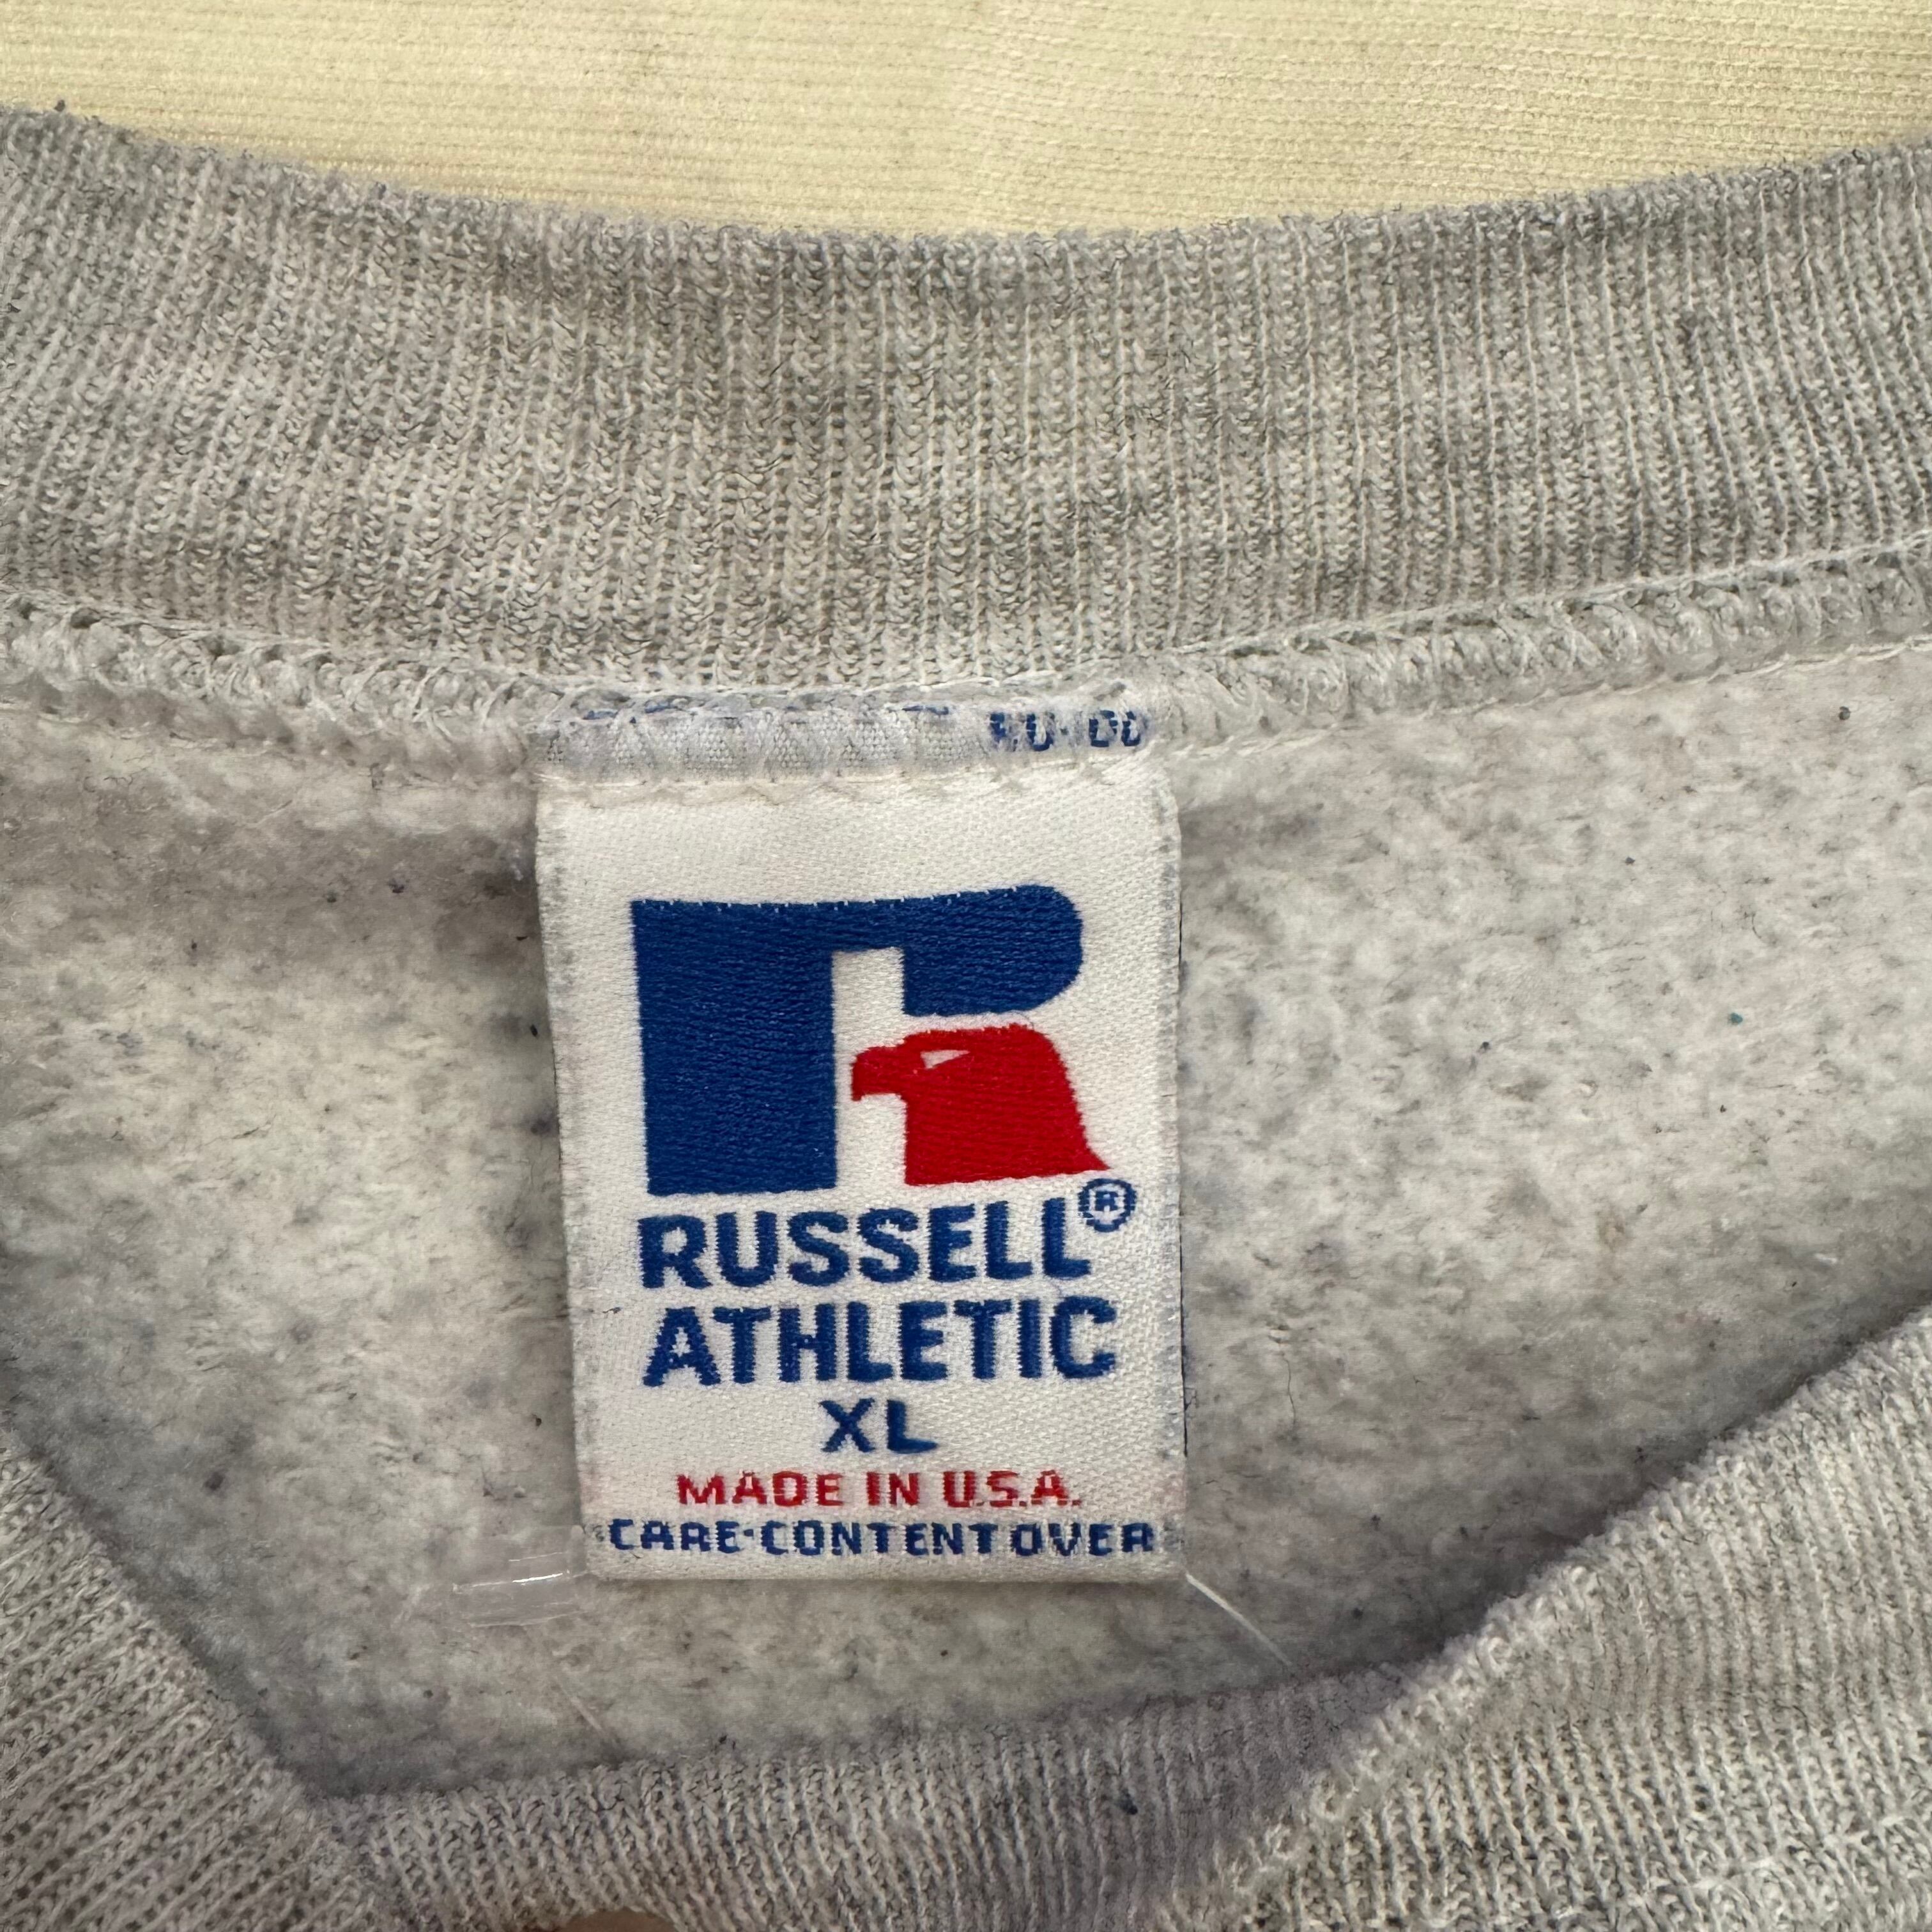 RUSSELL®
ATHLETIC
XL
MADE IN U.S.A.
CARE·CONTENT OVER